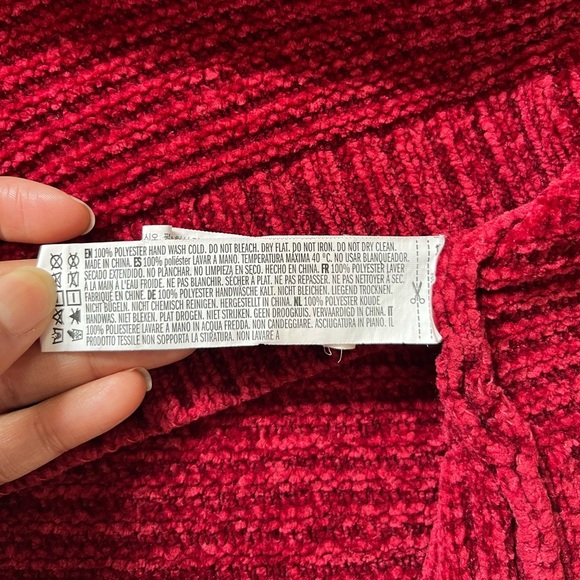 EN 100% POLYESTER HAND WASH COLD. DO NOT BLEACH. DRY FLAT. DO NOT IRON. DO NOT DRY CLEAN.
MADE IN CHINA. ES 100% poliéster LAVAR A MANO. TEMPERATURA MÁXIMA 40 °C. NO USAR BLANQUEADOR.
SECADO EXTENDIDO. NO PLANCHAR. NO LIMPIEZA EN SECO. HECHO EN CHINA. FR 100% POLYESTER LAVER
À LA MAIN À L'EAU FROIDE. NE PAS BLANCHIR. SÉCHER À PLAT. NE PAS REPASSER. NE PAS NETTOYER À SEC.
FABRIQUÉ EN CHINE. DE 100% POLYESTER HANDWÄSCHE KALT. NICHT BLEICHEN. LIEGEND TROCKNEN.
NICHT BÜGELN. NICHT CHEMISCH REINIGEN. HERGESTELLT IN CHINA. NL 100% POLYESTER KOUDE
HANDWAS. NIET BLEKEN. PLAT DROGEN. NIET STRIJKEN. GEEN DROOGKUIS. VERVAARDIGD IN CHINA. IT
100% POLIESTERE LAVARE A MANO IN ACQUA FREDDA. NON CANDEGGIARE. ASCIUGATURA IN PIANO. IL
PRODOTTO TESSILE NON SOPPORTA LA STIRATURA. NON LAVARE A